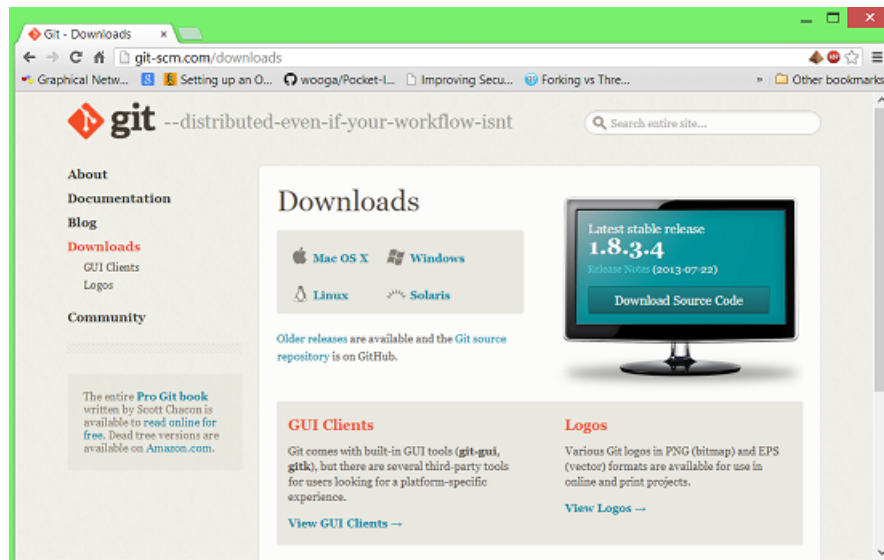 Git - Downloads
git-scm.com/downloads
Graphical Netw...
Setting up an O...
wooga/Pocket-I...
Improving Secu...
Forking vs Thre...
»
Other bookmarks
git --distributed-even-if-your-workflow-isnt
Search entire site...
About
Documentation
Blog
Downloads
GUI Clients
Logos
Community
The entire Pro Git book
written by Scott Chacon is
available to read online for
free. Dead tree versions are
available on Amazon.com.
Downloads
Mac OS X
Windows
Linux
Solaris
Older releases are available and the Git source
repository is on GitHub.
Latest stable release
1.8.3.4
Release Notes (2013-07-22)
Download Source Code
GUI Clients
Git comes with built-in GUI tools (git-gui,
gitk), but there are several third-party tools
for users looking for a platform-specific
experience.
View GUI Clients →
Logos
Various Git logos in PNG (bitmap) and EPS
(vector) formats are available for use in
online and print projects.
View Logos →